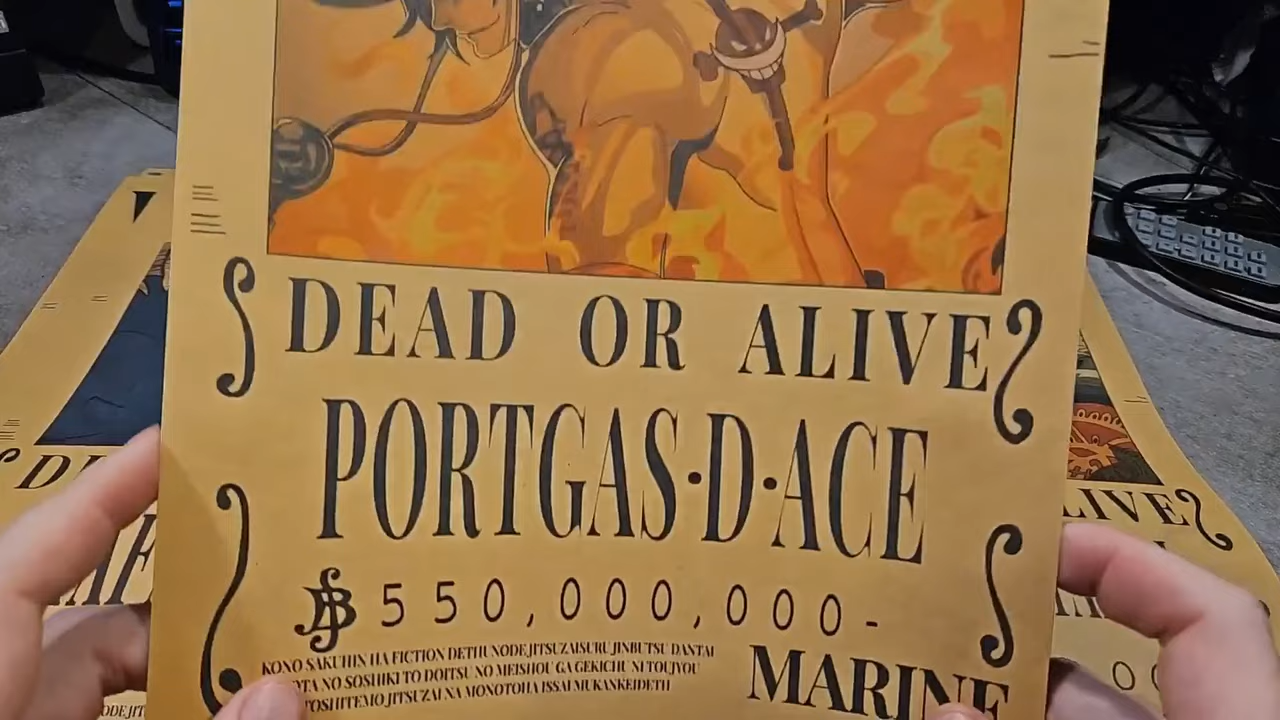 DEAD OR ALIVE
PORTGAS·D·ACE
฿550,000,000-
KONO SAKUHIN HA FICTION DETHUNODE JITSUZAISURU JINBUTSU DANTAI
NO SOSHIKI TO DOITSU NO MEISHOU GA GEKICHU NI TOUJYOU
TOSHITEMO JITSUZAI NA MONOTOHA ISSAI MUKANKEIDETH
MARINE